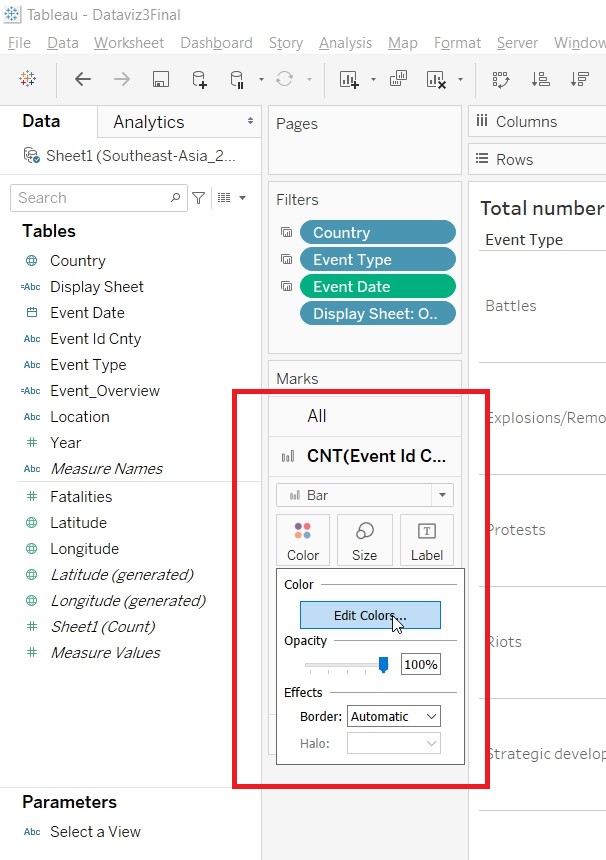 Tableau - Dataviz3Final
File Data Worksheet Dashboard Story Analysis Map Format Server Window
Data Analytics
Sheet1 (Southeast-Asia_2...
Search
Tables
Country
Display Sheet
Event Date
Event Id Cnty
Event Type
Event_Overview
Location
Year
Measure Names
Fatalities
Latitude
Longitude
Latitude (generated)
Longitude (generated)
Sheet1 (Count)
Measure Values
Parameters
Select a View
Pages
Filters
Country
Event Type
Event Date
Display Sheet: O..
Marks
All
CNT(Event Id C...
Bar
Color Size Label
Color
Edit Colors...
Opacity
100%
Effects
Border: Automatic
Halo:
Columns
Rows
Total number
Event Type
Battles
Explosions/Remo
Protests
Riots
Strategic develop